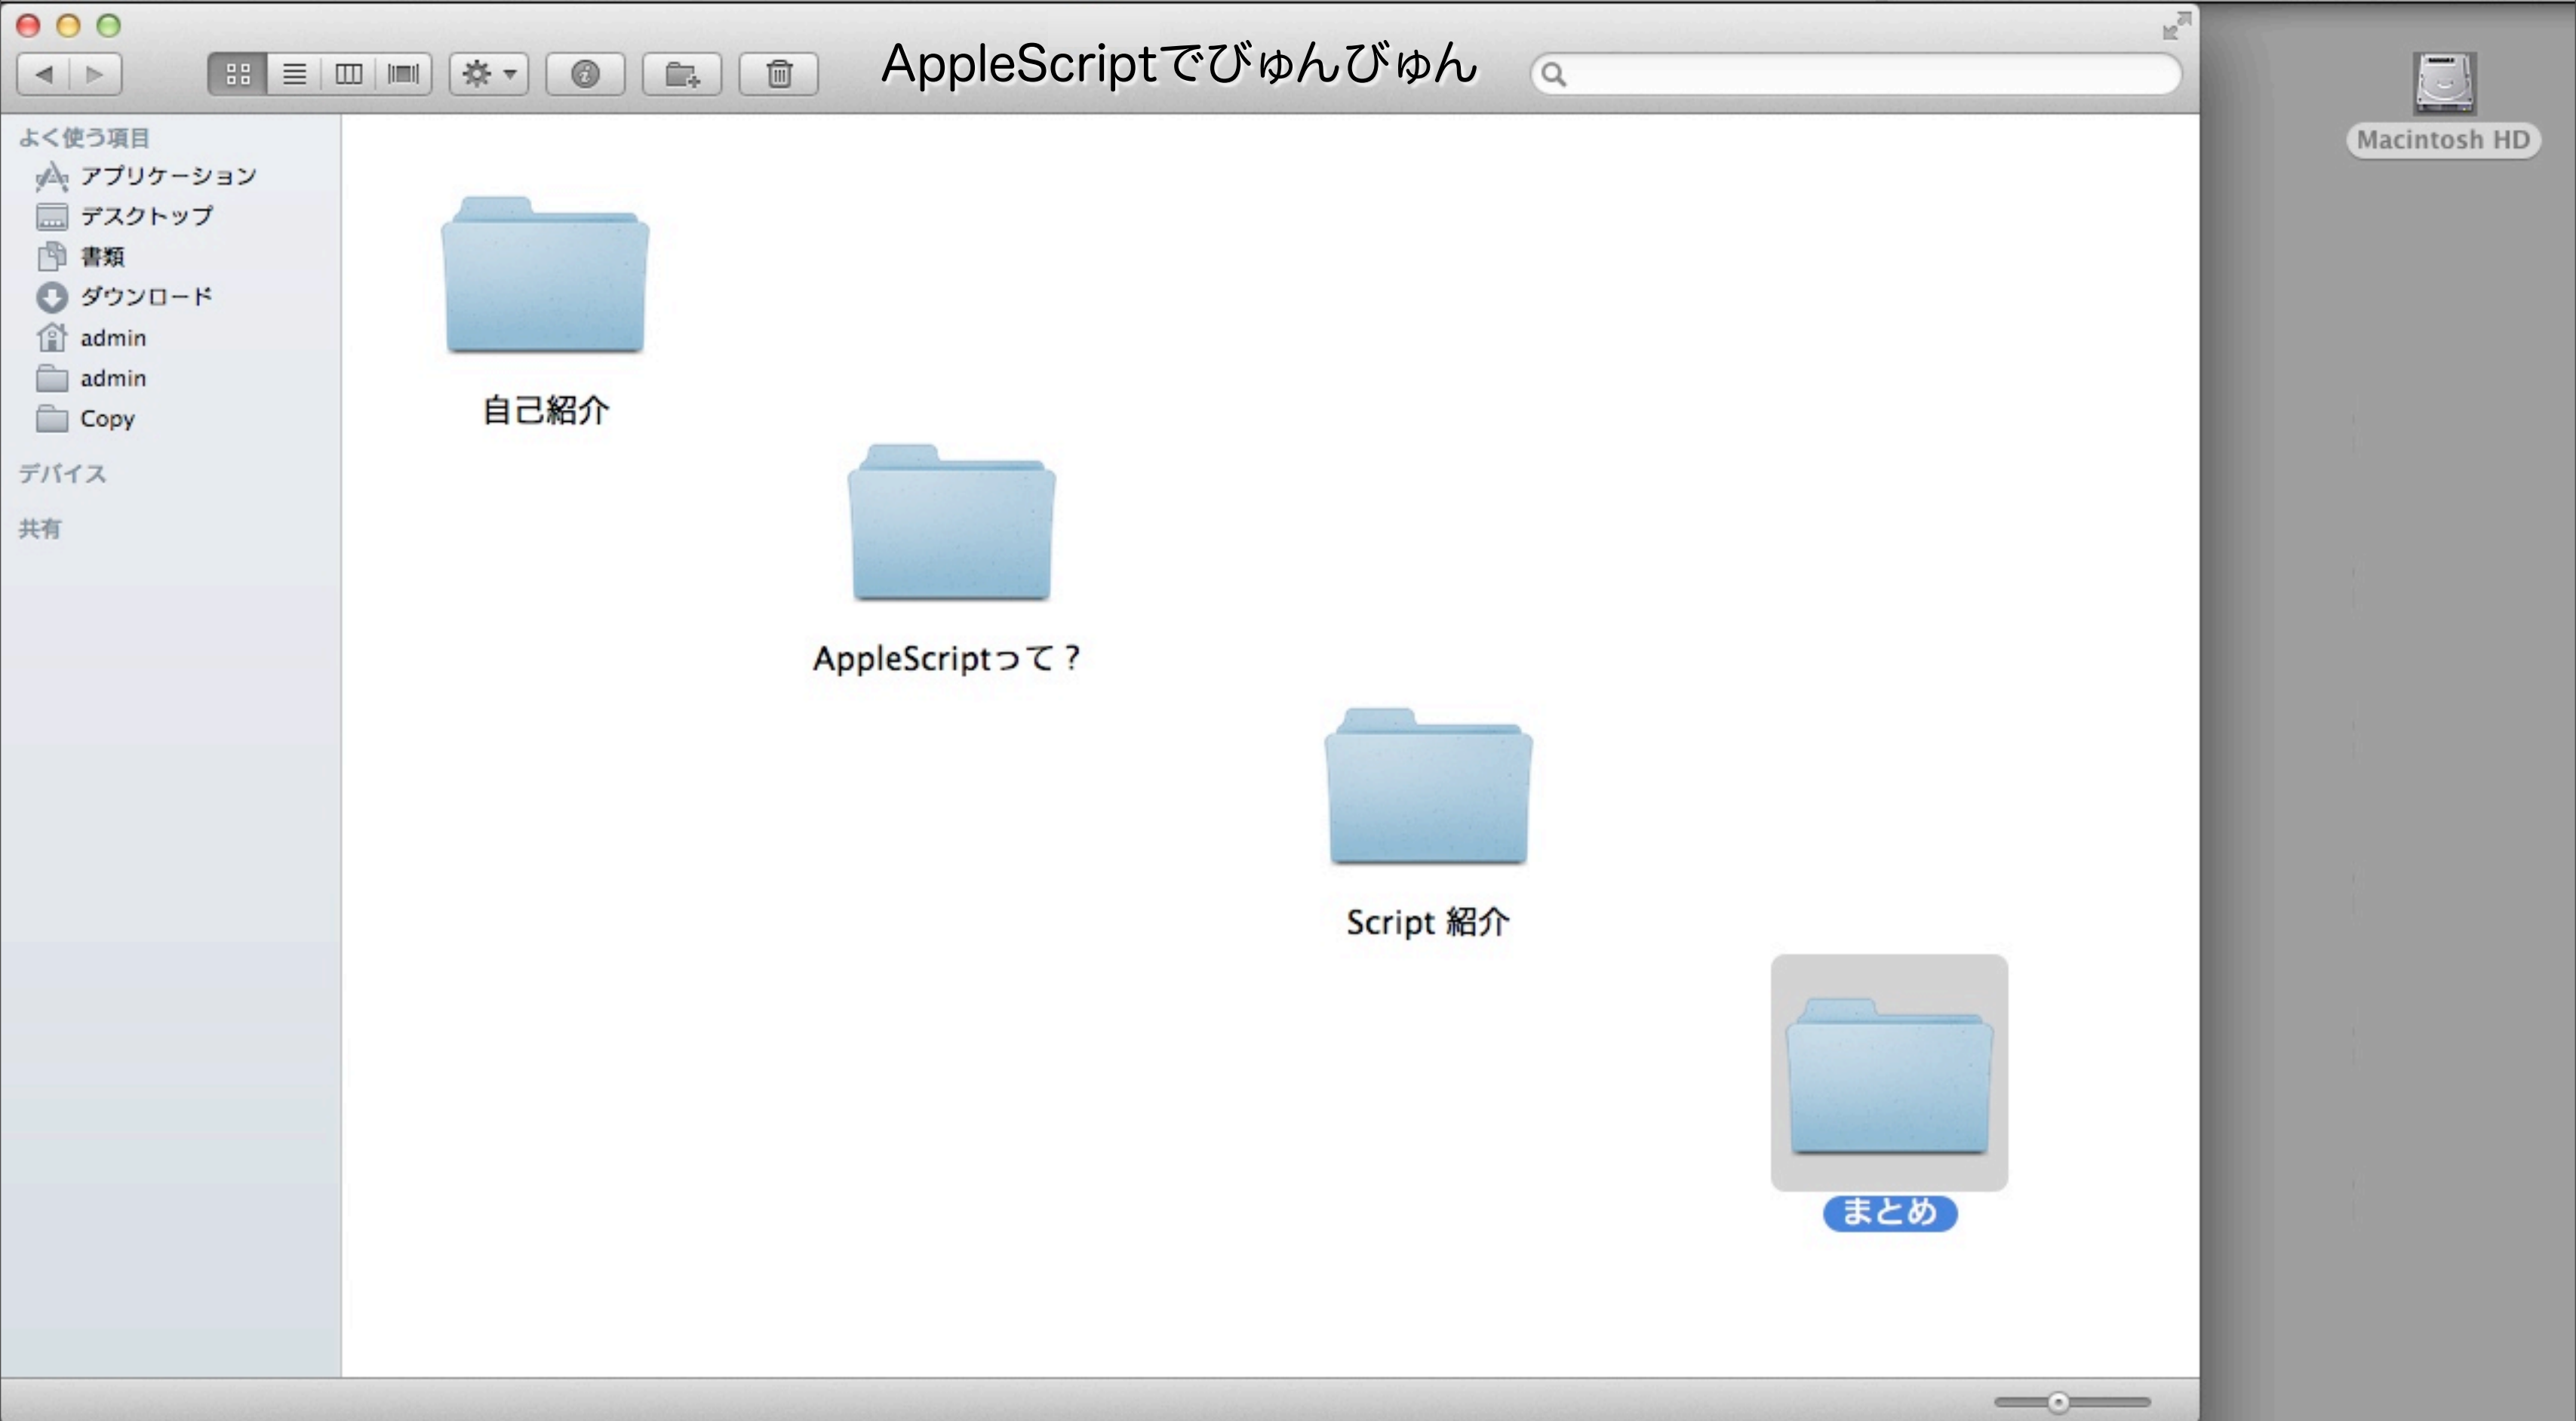 AppleScriptでびゅんびゅん
Macintosh HD
よく使う項目
アプリケーション
デスクトップ
書類
ダウンロード
admin
admin
Copy
デバイス
共有
自己紹介
AppleScriptって？
Script 紹介
まとめ